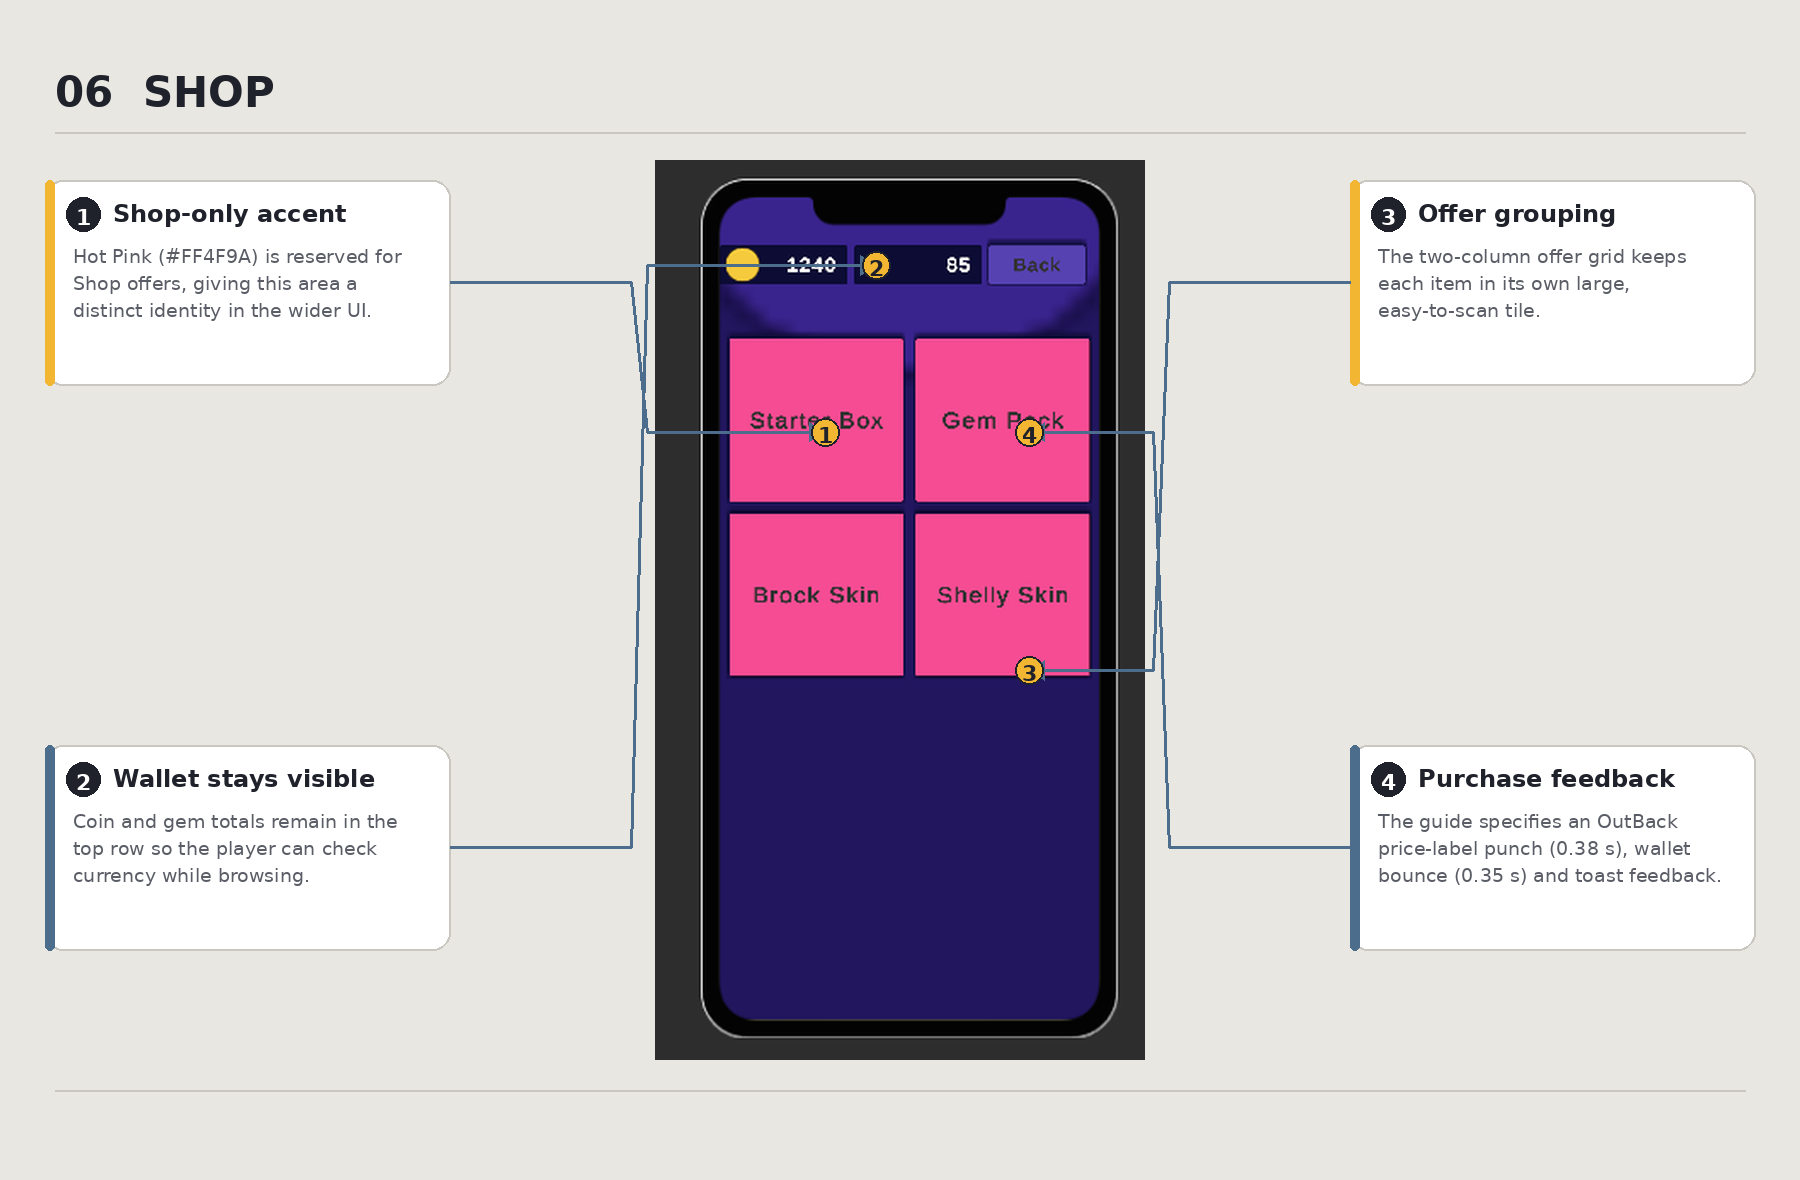 06 SHOP
1 Shop-only accent
Hot Pink (#FF4F9A) is reserved for
Shop offers, giving this area a
distinct identity in the wider UI.
2 Wallet stays visible
Coin and gem totals remain in the
top row so the player can check
currency while browsing.
1240
2
85
Back
Starter Box
1
Gem Pack
4
Brock Skin
Shelly Skin
3
3 Offer grouping
The two-column offer grid keeps
each item in its own large,
easy-to-scan tile.
4 Purchase feedback
The guide specifies an OutBack
price-label punch (0.38 s), wallet
bounce (0.35 s) and toast feedback.